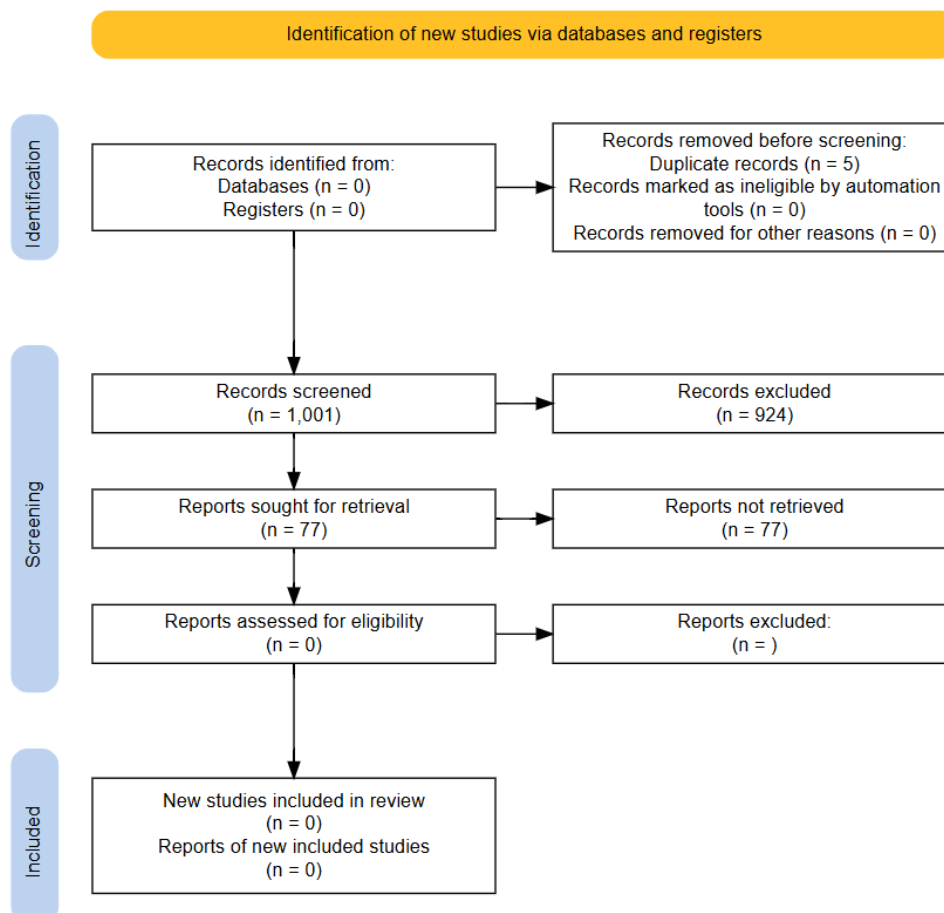 Identification of new studies via databases and registers
Identification
Records identified from:
Databases (n = 0)
Registers (n = 0)
Records removed before screening:
Duplicate records (n = 5)
Records marked as ineligible by automation
tools (n = 0)
Records removed for other reasons (n = 0)
Screening
Records screened
(n = 1,001)
Records excluded
(n = 924)
Reports sought for retrieval
(n = 77)
Reports not retrieved
(n = 77)
Reports assessed for eligibility
(n = 0)
Reports excluded:
(n = )
Included
New studies included in review
(n = 0)
Reports of new included studies
(n = 0)